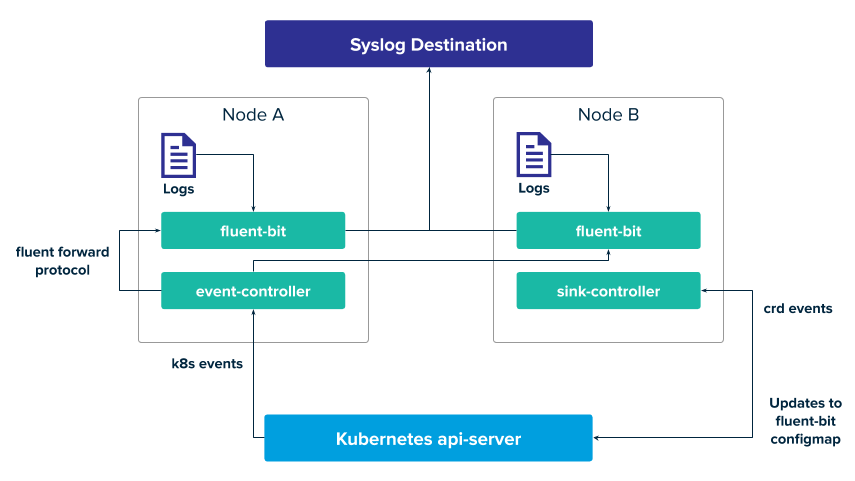 Syslog Destination
Node A
Node B
Logs
Logs
fluent-bit
fluent-bit
fluent forward
protocol
event-controller
sink-controller
crd events
k8s events
Updates to
fluent-bit
configmap
Kubernetes api-server